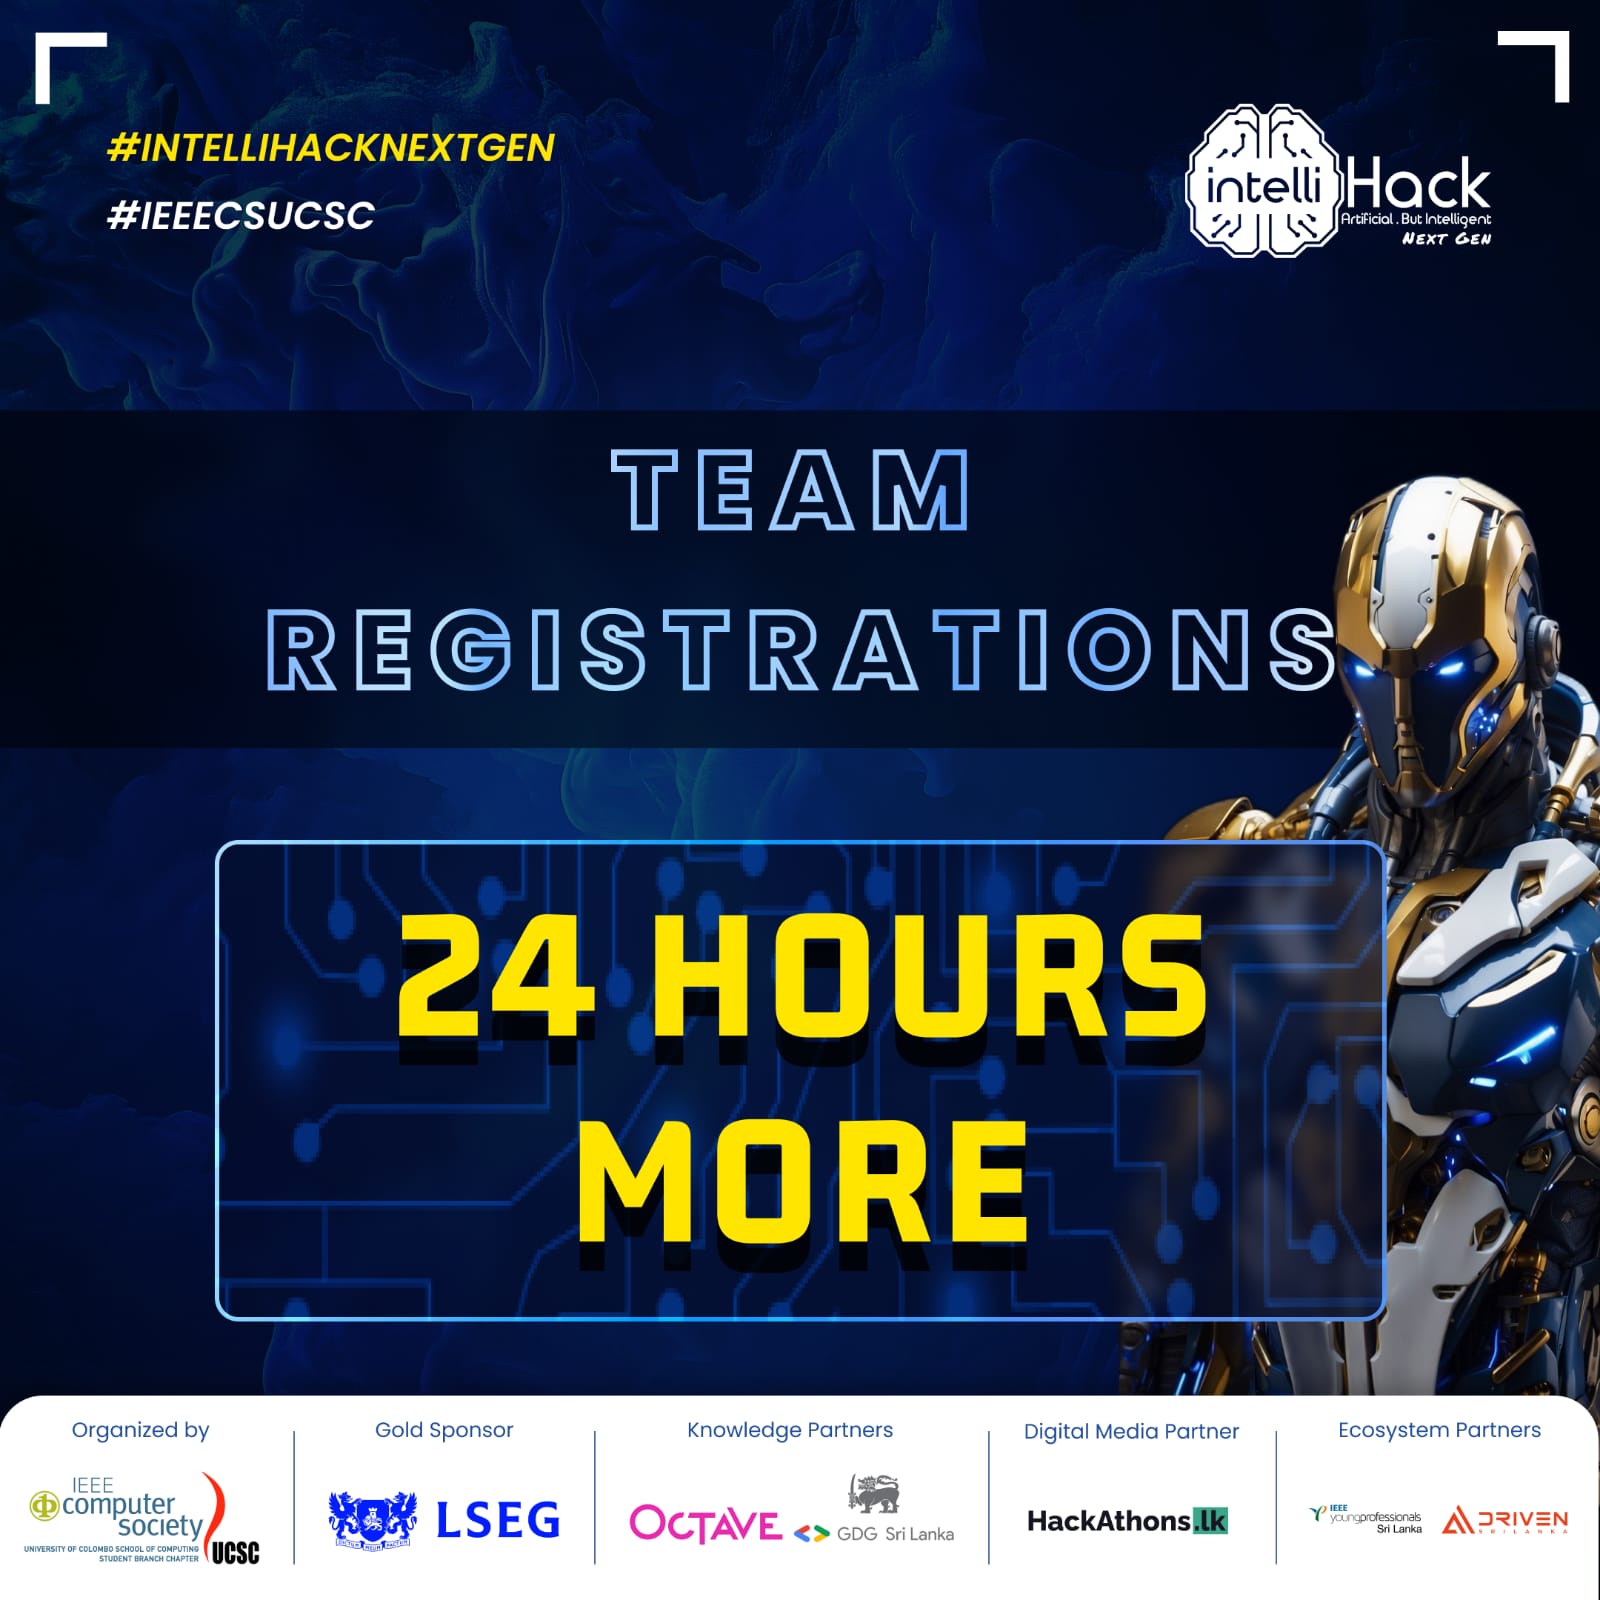 #INTELLIHACKNEXTGEN
#IEEECSUCSC
intelli Hack
Artificial . But Intelligent
NEXT GEN
TEAM
REGISTRATIONS
24 HOURS
MORE
Organized by
IEEE
computer
society
UNIVERSITY OF COLOMBO SCHOOL OF COMPUTING
STUDENT BRANCH CHAPTER
UCSC
Gold Sponsor
LSEG
Knowledge Partners
OCTAVE
GDG Sri Lanka
Digital Media Partner
HackAthons.lk
Ecosystem Partners
IEEE
youngprofessionals
Sri Lanka
DRIVEN
SRI LANKA